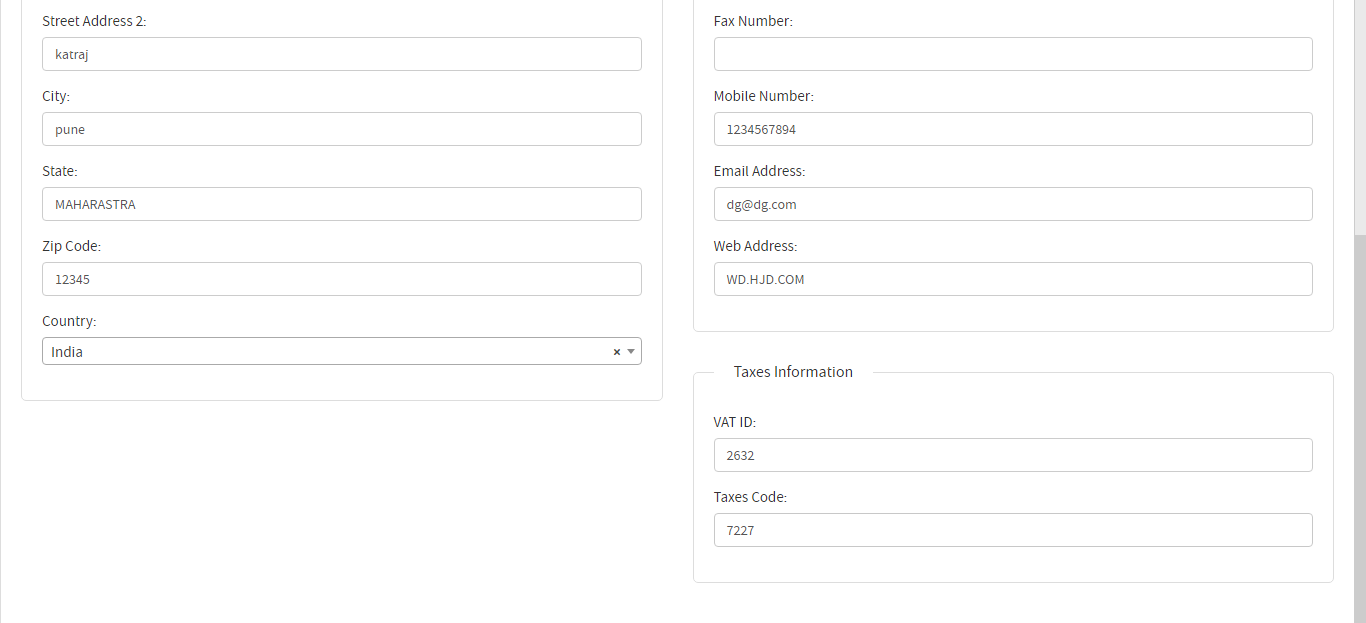 Street Address 2:
katraj
City:
pune
State:
MAHARASTRA
Zip Code:
12345
Country:
India
×
Fax Number:
Mobile Number:
1234567894
Email Address:
dg@dg.com
Web Address:
WD.HJD.COM
Taxes Information
VAT ID:
2632
Taxes Code:
7227